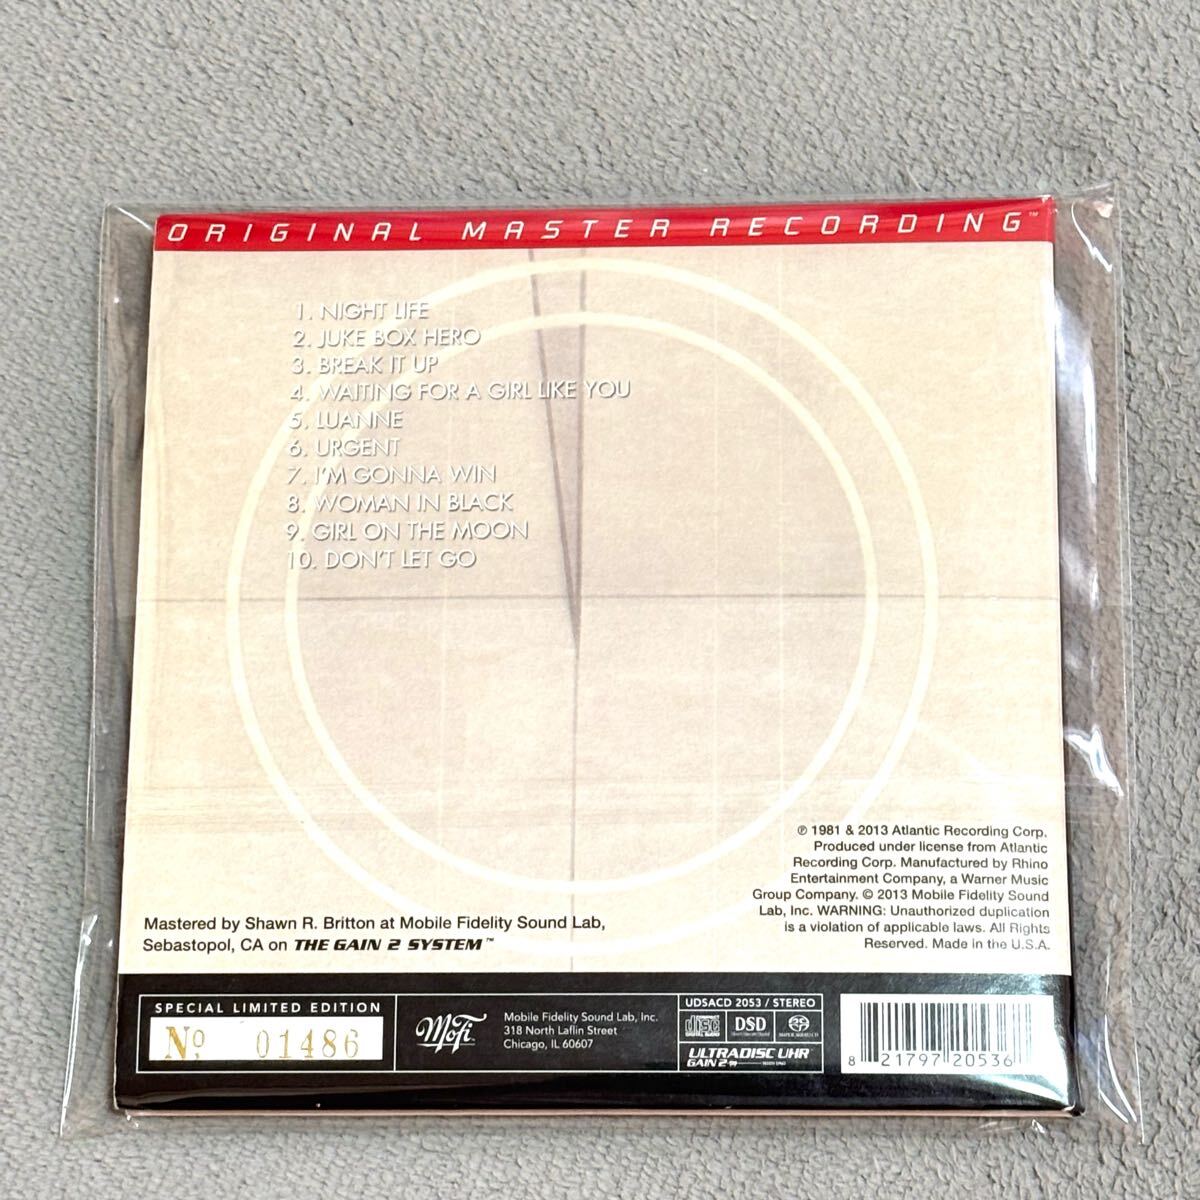 ORIGINAL MASTER RECORDING™
1. NIGHT LIFE
2. JUKE BOX HERO
3. BREAK IT UP
4. WAITING FOR A GIRL LIKE YOU
5. LUANNE
6. URGENT
7. I'M GONNA WIN
8. WOMAN IN BLACK
9. GIRL ON THE MOON
10. DON'T LET GO
℗ 1981 & 2013 Atlantic Recording Corp.
Produced under license from Atlantic
Recording Corp. Manufactured by Rhino
Entertainment Company, a Warner Music
Group Company. © 2013 Mobile Fidelity Sound
Lab, Inc. WARNING: Unauthorized duplication
is a violation of applicable laws. All Rights
Reserved. Made in the U.S.A.
Mastered by Shawn R. Britton at Mobile Fidelity Sound Lab,
Sebastopol, CA on THE GAIN 2 SYSTEM™
SPECIAL LIMITED EDITION
No. 01486
MoFi
Mobile Fidelity Sound Lab, Inc.
318 North Laflin Street
Chicago, IL 60607
UDSACD 2053 / STEREO
disc
DIGITAL AUDIO
DSD
SUPER AUDIO CD
ULTRADISC UHR
GAIN 2
8 21797 20536